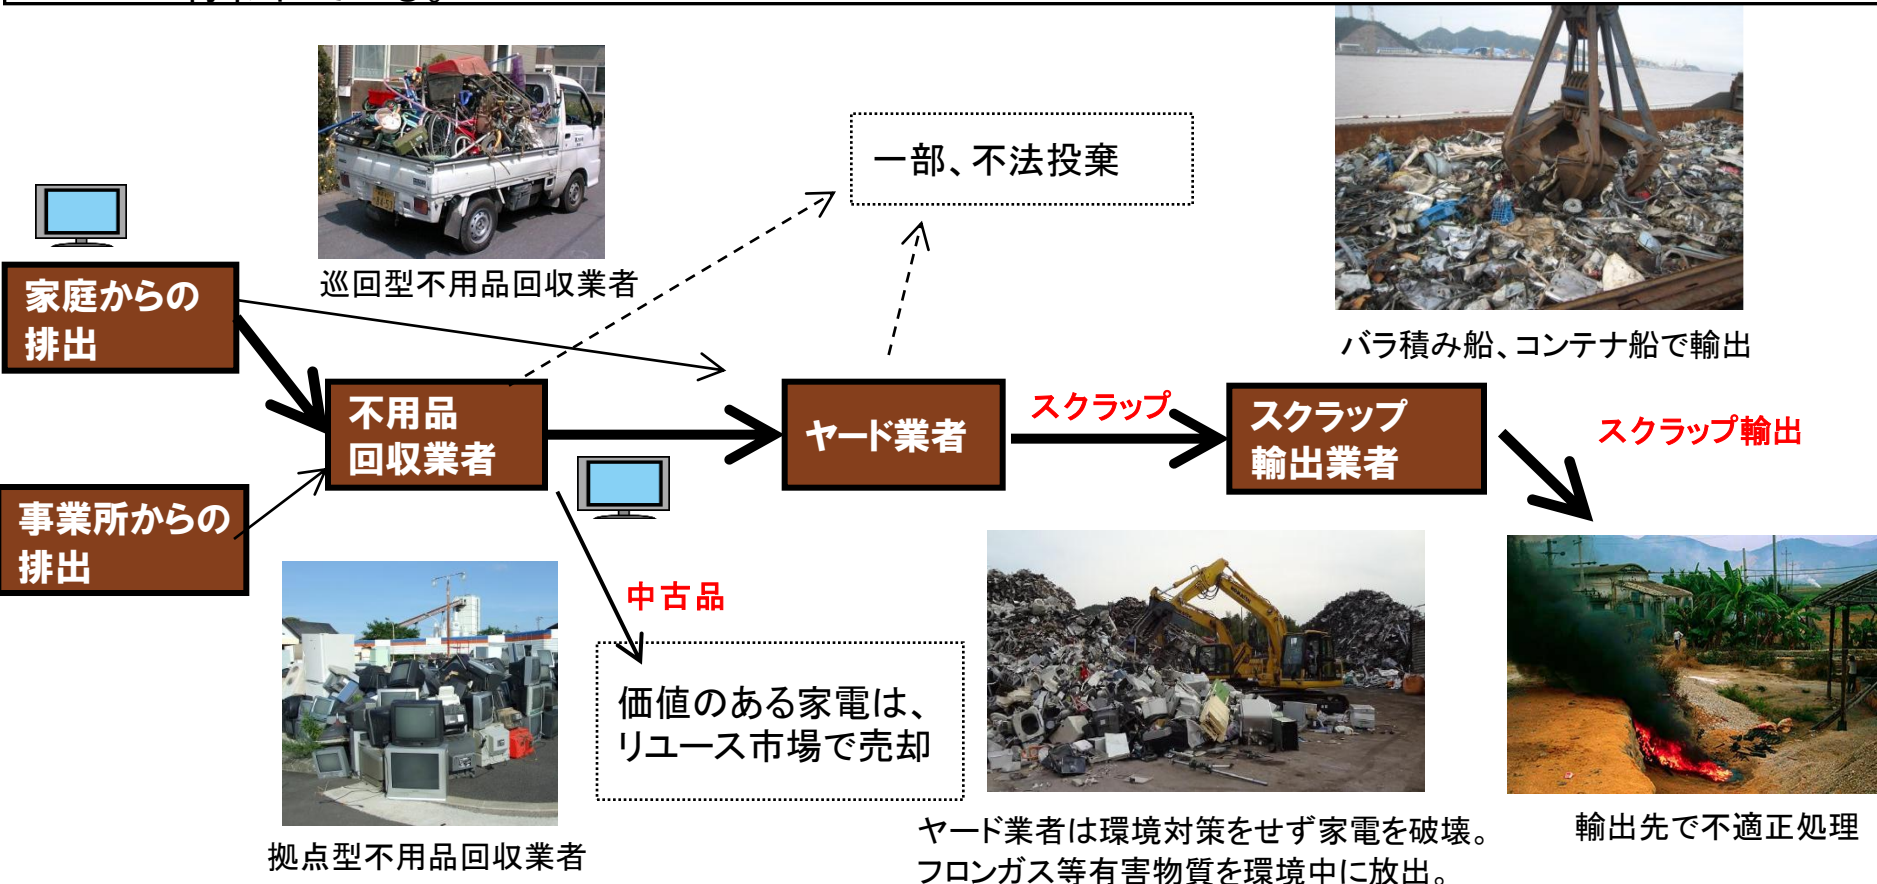 巡回型不用品回収業者
一部、不法投棄
バラ積み船、コンテナ船で輸出
家庭からの
排出
不用品
回収業者
ヤード業者
スクラップ
スクラップ
輸出業者
スクラップ輸出
事業所からの
排出
中古品
価値のある家電は、
リユース市場で売却
拠点型不用品回収業者
ヤード業者は環境対策をせず家電を破壊。
フロンガス等有害物質を環境中に放出。
輸出先で不適正処理